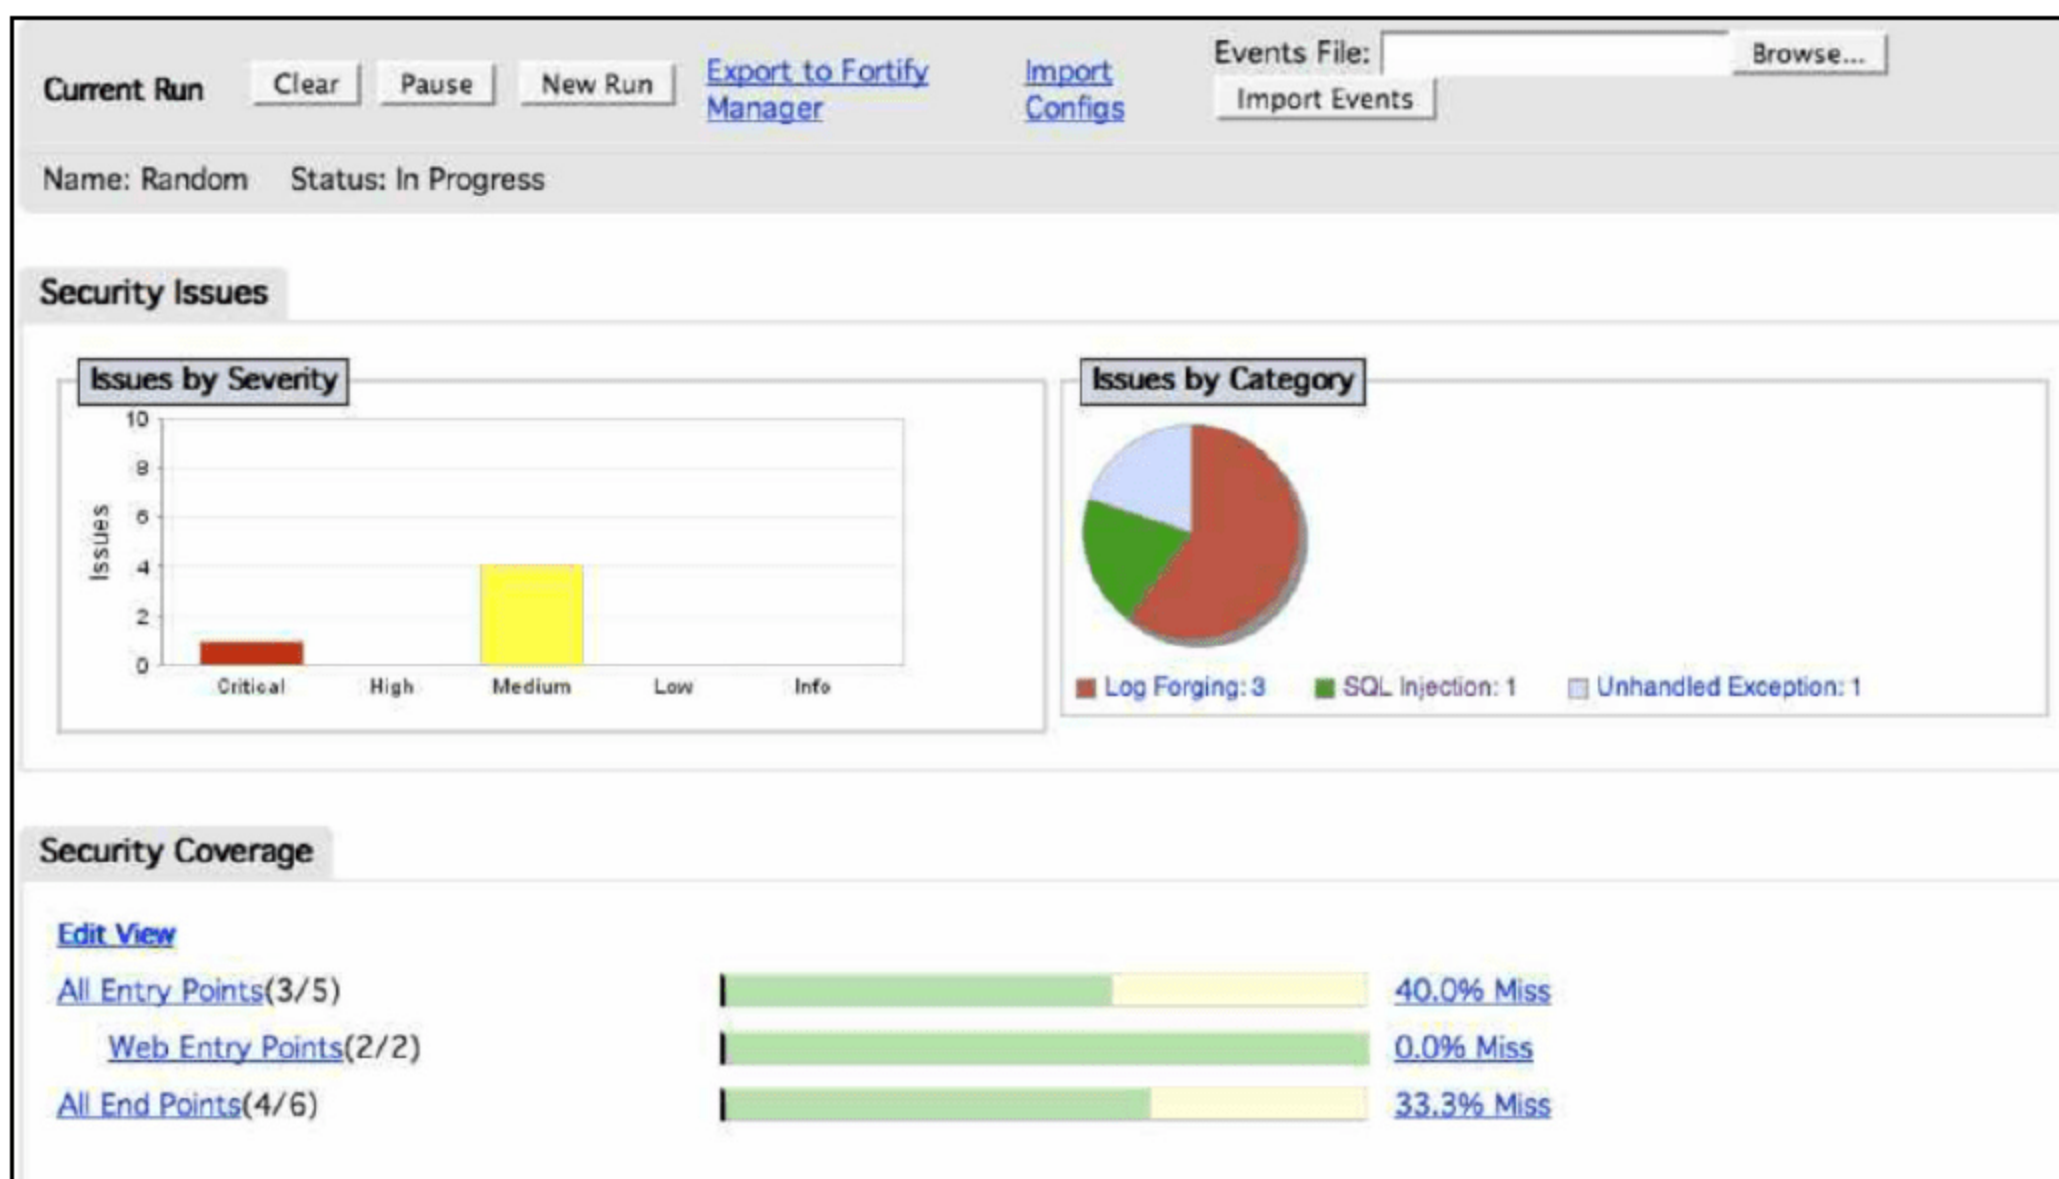 Current Run Clear Pause New Run Export to Fortify Manager Import Configs Events File: Browse...
Import Events
Name: Random Status: In Progress
Security Issues
Issues by Severity
10
8
6
4
2
0
Issues
Critical High Medium Low Info
Issues by Category
Log Forging: 3 SQL Injection: 1 Unhandled Exception: 1
Security Coverage
Edit View
All Entry Points(3/5) 40.0% Miss
Web Entry Points(2/2) 0.0% Miss
All End Points(4/6) 33.3% Miss